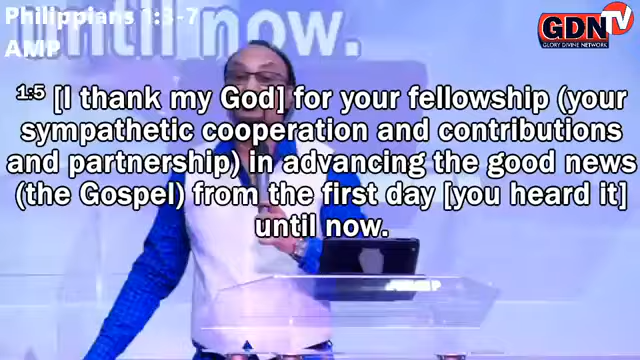 Philippians 1:3-7
AMP
until now.
GDN TV
GLORY DIVINE NETWORK
1:5 [I thank my God] for your fellowship (your
sympathetic cooperation and contributions
and partnership) in advancing the good news
(the Gospel) from the first day [you heard it]
until now.